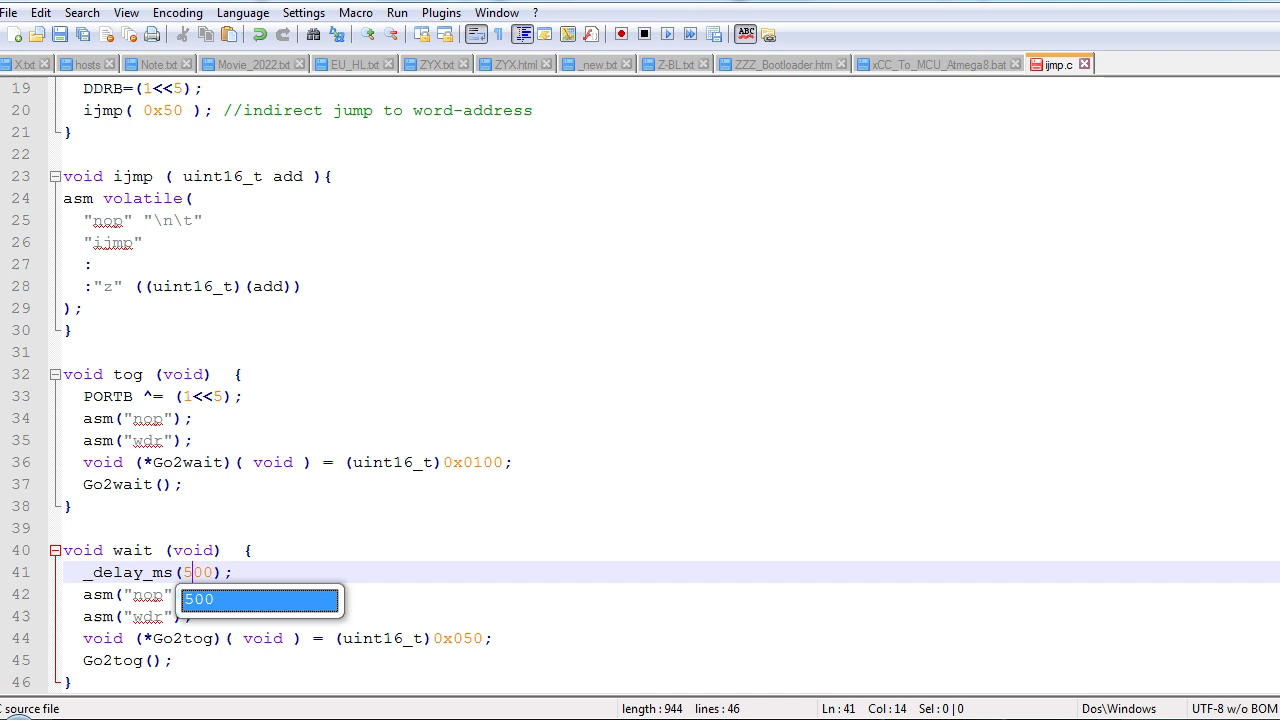 File Edit Search View Encoding Language Settings Macro Run Plugins Window ?
ABC
X.txt hosts Note.txt Movie_2022.txt EU_HL.txt ZYX.txt ZYX.html _new.txt Z-BL.txt ZZZ_Bootloader.htm xCC_To_MCU_Atmega8.bat ijmp.c
19 DDRB=(1<<5);
20 ijmp( 0x50 ); //indirect jump to word-address
21 }
22
23 void ijmp ( uint16_t add ){
24 asm volatile(
25 "nop" "\n\t"
26 "ijmp"
27 :
28 :"z" ((uint16_t)(add))
29 );
30 }
31
32 void tog (void)  {
33 PORTB ^= (1<<5);
34 asm("nop");
35 asm("wdr");
36 void (*Go2wait)( void ) = (uint16_t)0x0100;
37 Go2wait();
38 }
39
40 void wait (void)  {
41 _delay_ms(500);
42 asm("nop"
500
43 asm("wdr");
44 void (*Go2tog)( void ) = (uint16_t)0x050;
45 Go2tog();
46 }
C source file length : 944 lines : 46 Ln : 41 Col : 14 Sel : 0 | 0 Dos\Windows UTF-8 w/o BOM